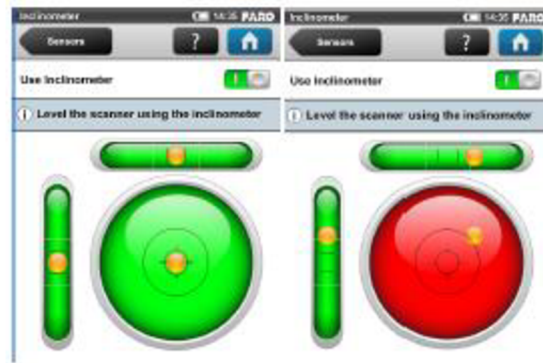 Inclinometer 14:35 FARO
Sensors ?
Use Inclinometer
i Level the scanner using the inclinometer
Inclinometer 14:35 FARO
Sensors ?
Use Inclinometer
i Level the scanner using the inclinometer